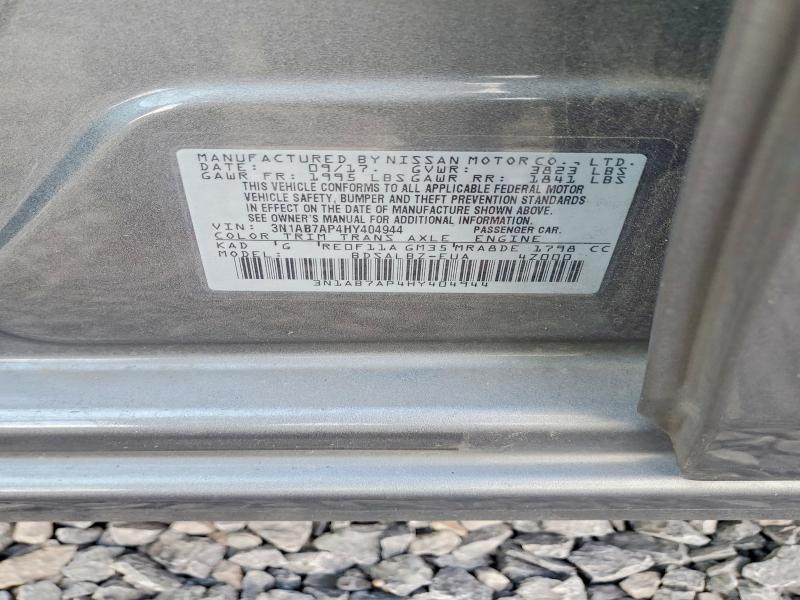 MANUFACTURED BY NISSAN MOTOR CO., LTD.
DATE: 09/17. GVWR: 3823 LBS
GAWR FR: 1995 LBS GAWR RR: 1841 LBS
THIS VEHICLE CONFORMS TO ALL APPLICABLE FEDERAL MOTOR
VEHICLE SAFETY, BUMPER AND THEFT PREVENTION STANDARDS
IN EFFECT ON THE DATE OF MANUFACTURE SHOWN ABOVE.
SEE OWNER'S MANUAL FOR ADDITIONAL INFORMATION.
VIN: 3N1AB7AP4HY404944 PASSENGER CAR.
COLOR TRIM TRANS AXLE ENGINE
KAD 'G 'RE0F11A GM35 'MRA8DE 1798 CC
MODEL: BDSALBZ-EUA 4Z000
3N1AB7AP4HY404944